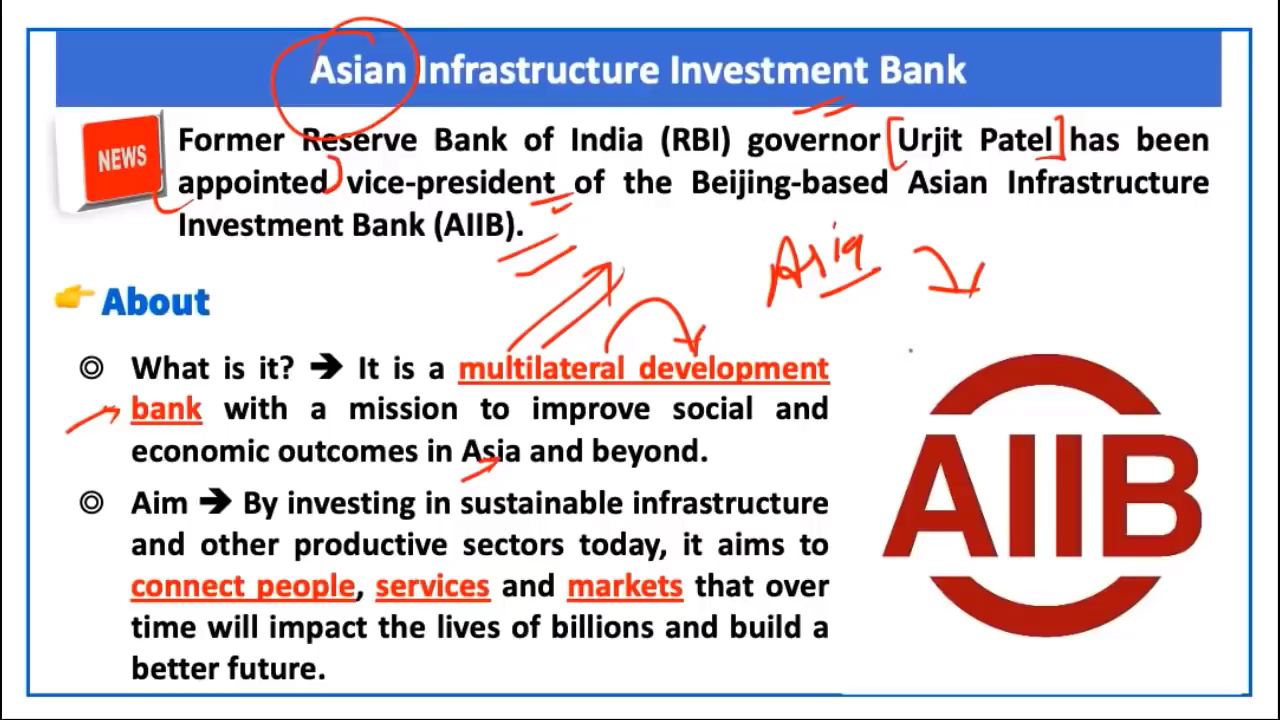 Asian Infrastructure Investment Bank
NEWS
Former Reserve Bank of India (RBI) governor Urjit Patel has been
appointed vice-president of the Beijing-based Asian Infrastructure
Investment Bank (AIIB).
Asia
About
What is it? ➔ It is a multilateral development
bank with a mission to improve social and
economic outcomes in Asia and beyond.
Aim ➔ By investing in sustainable infrastructure
and other productive sectors today, it aims to
connect people, services and markets that over
time will impact the lives of billions and build a
better future.
AIIB